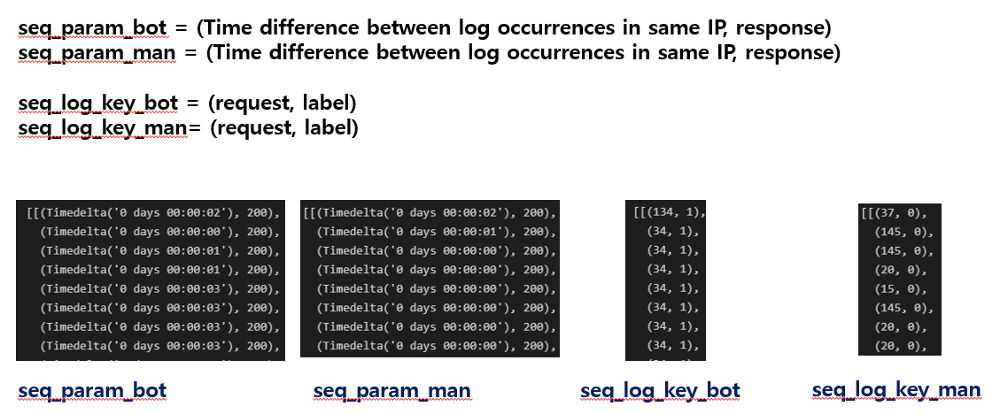 seq_param_bot = (Time difference between log occurrences in same IP, response)
seq_param_man = (Time difference between log occurrences in same IP, response)
seq_log_key_bot = (request, label)
seq_log_key_man= (request, label)
[[(Timedelta('0 days 00:00:02'), 200),
(Timedelta('0 days 00:00:00'), 200),
(Timedelta('0 days 00:00:01'), 200),
(Timedelta('0 days 00:00:01'), 200),
(Timedelta('0 days 00:00:03'), 200),
(Timedelta('0 days 00:00:03'), 200),
(Timedelta('0 days 00:00:03'), 200),
(Timedelta('0 days 00:00:03'), 200),
[[(Timedelta('0 days 00:00:02'), 200),
(Timedelta('0 days 00:00:01'), 200),
(Timedelta('0 days 00:00:00'), 200),
(Timedelta('0 days 00:00:00'), 200),
(Timedelta('0 days 00:00:00'), 200),
(Timedelta('0 days 00:00:00'), 200),
(Timedelta('0 days 00:00:00'), 200),
(Timedelta('0 days 00:00:00'), 200),
[[(134, 1),
(34, 1),
(34, 1),
(34, 1),
(34, 1),
(34, 1),
(34, 1),
(34, 1),
[[(37, 0),
(145, 0),
(145, 0),
(20, 0),
(15, 0),
(145, 0),
(20, 0),
(20, 0),
seq_param_bot
seq_param_man
seq_log_key_bot
seq_log_key_man